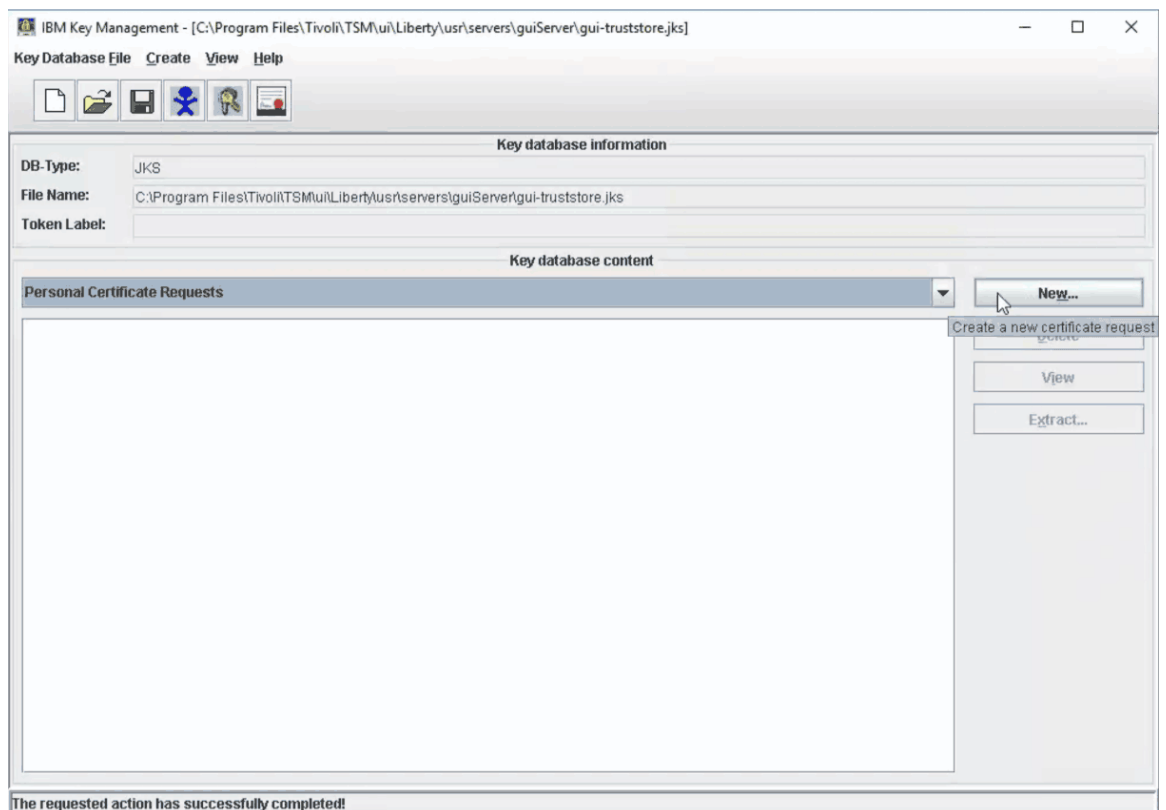 IBM Key Management - [C:\Program Files\Tivoli\TSM\ui\Liberty\usr\servers\guiServer\gui-truststore.jks]
Key Database File Create View Help
Key database information
DB-Type: JKS
File Name: C:\Program Files\Tivoli\TSM\ui\Liberty\usr\servers\guiServer\gui-truststore.jks
Token Label:
Key database content
Personal Certificate Requests
New...
Create a new certificate request
Delete
View
Extract...
The requested action has successfully completed!